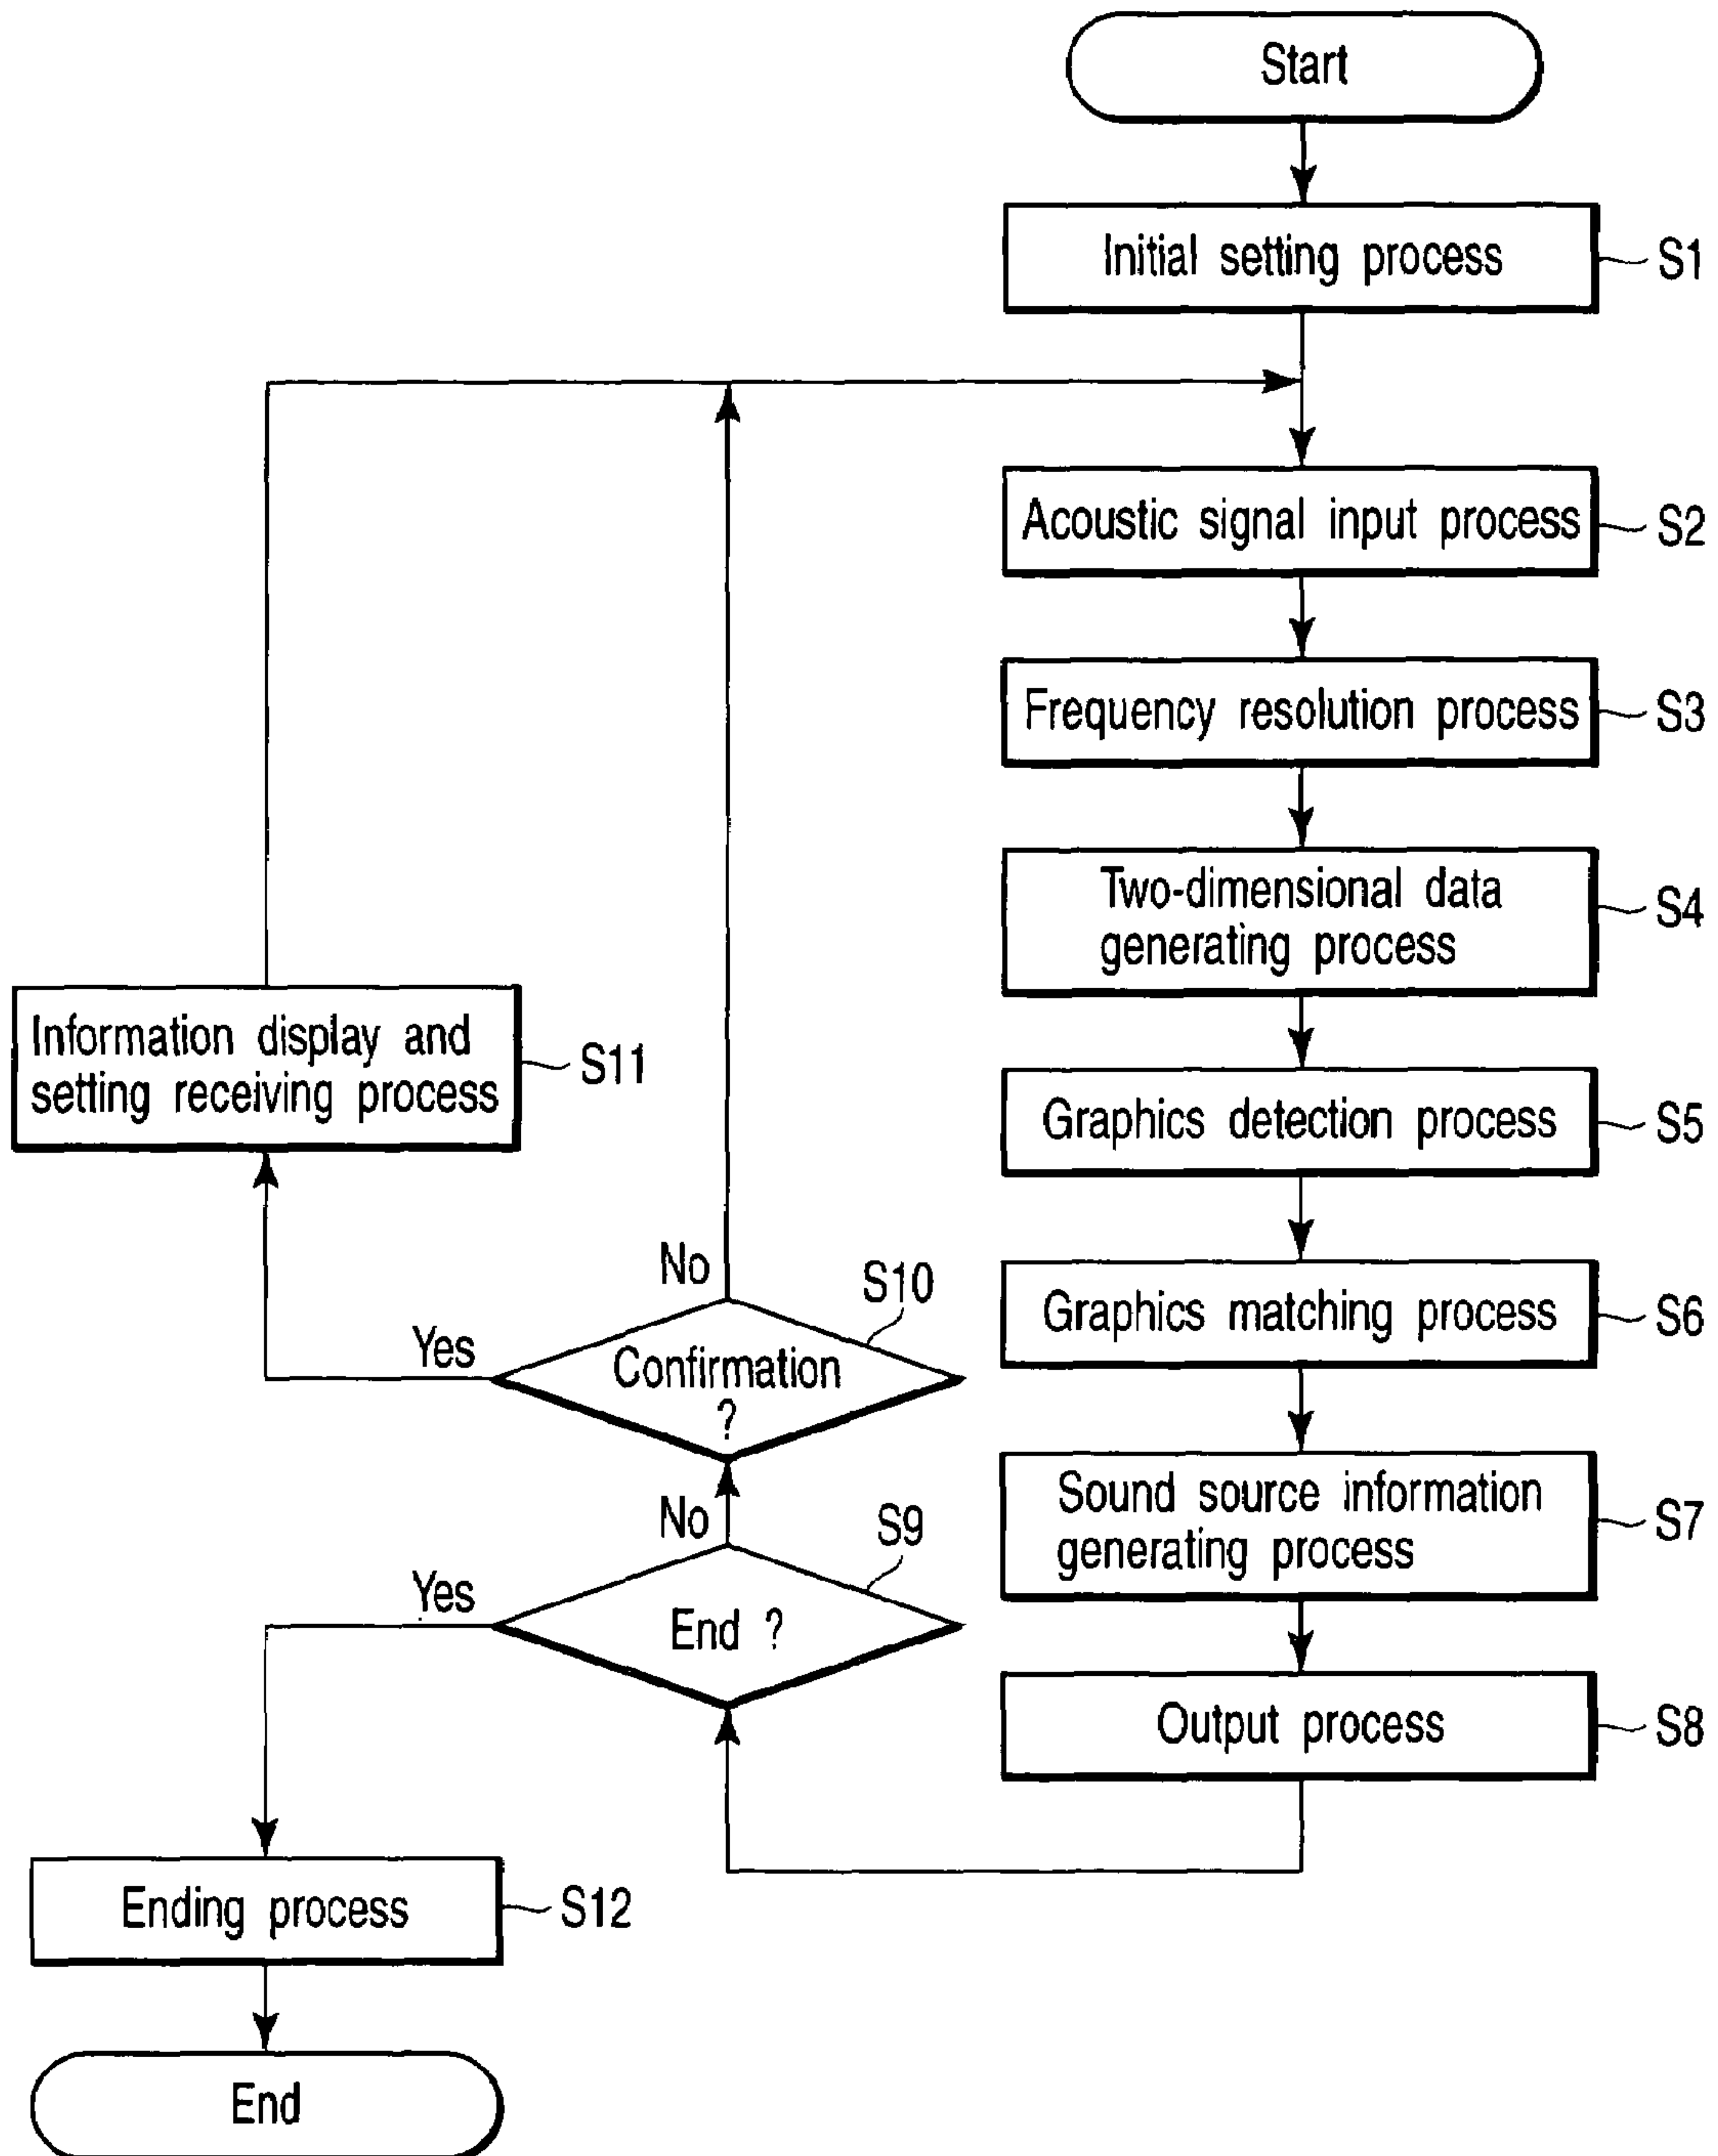 Start
Initial setting process
S1
Acoustic signal input process
S2
Frequency resolution process
S3
Two-dimensional data
generating process
S4
Information display and
setting receiving process
S11
Graphics detection process
S5
No
S10
Graphics matching process
S6
Yes
Confirmation
?
No
S9
Sound source information
generating process
S7
Yes
End ?
Output process
S8
Ending process
S12
End